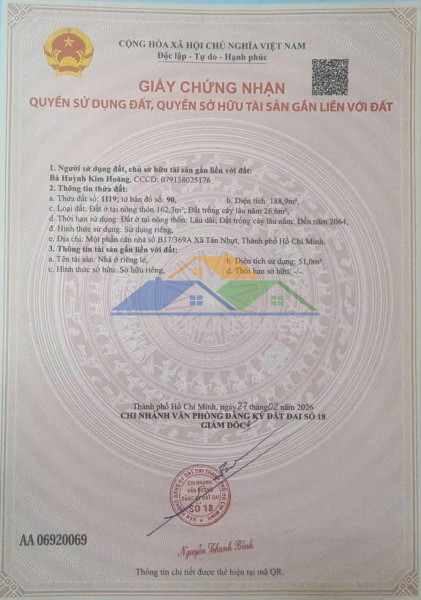 CỘNG HÒA XÃ HỘI CHỦ NGHĨA VIỆT NAM
Độc lập - Tự do - Hạnh phúc
GIẤY CHỨNG NHẬN
QUYỀN SỬ DỤNG ĐẤT, QUYỀN SỞ HỮU TÀI SẢN GẮN LIỀN VỚI ĐẤT
1. Người sử dụng đất, chủ sở hữu tài sản gắn liền với đất:
Bà Huỳnh Kim Hoàng, CCCD: 079158025176
2. Thông tin thửa đất:
a. Thửa đất số: 1119; tờ bản đồ số: 90, b. Diện tích: 188,9m²,
c. Loại đất: Đất ở tại nông thôn 162,3m², Đất trồng cây lâu năm 26,6m²,
d. Thời hạn sử dụng: Đất ở tại nông thôn: Lâu dài; Đất trồng cây lâu năm: Đến năm 2064,
đ. Hình thức sử dụng: Sử dụng riêng,
e. Địa chỉ: Một phần căn nhà số B17/369A Xã Tân Nhựt, Thành phố Hồ Chí Minh.
3. Thông tin tài sản gắn liền với đất:
a. Tên tài sản: Nhà ở riêng lẻ, b. Diện tích sử dụng: 51,0m²,
c. Hình thức sở hữu: Sở hữu riêng, d. Thời hạn sở hữu: -/-
Thành phố Hồ Chí Minh, ngày 27 tháng 02 năm 2026
CHI NHÁNH VĂN PHÒNG ĐĂNG KÝ ĐẤT ĐAI SỐ 18
GIÁM ĐỐC
CHI NHÁNH
VĂN PHÒNG
ĐĂNG KÝ ĐẤT ĐAI
SỐ 18
AA 06920069
Nguyễn Thanh Bình
Thông tin chi tiết được thể hiện tại mã QR.